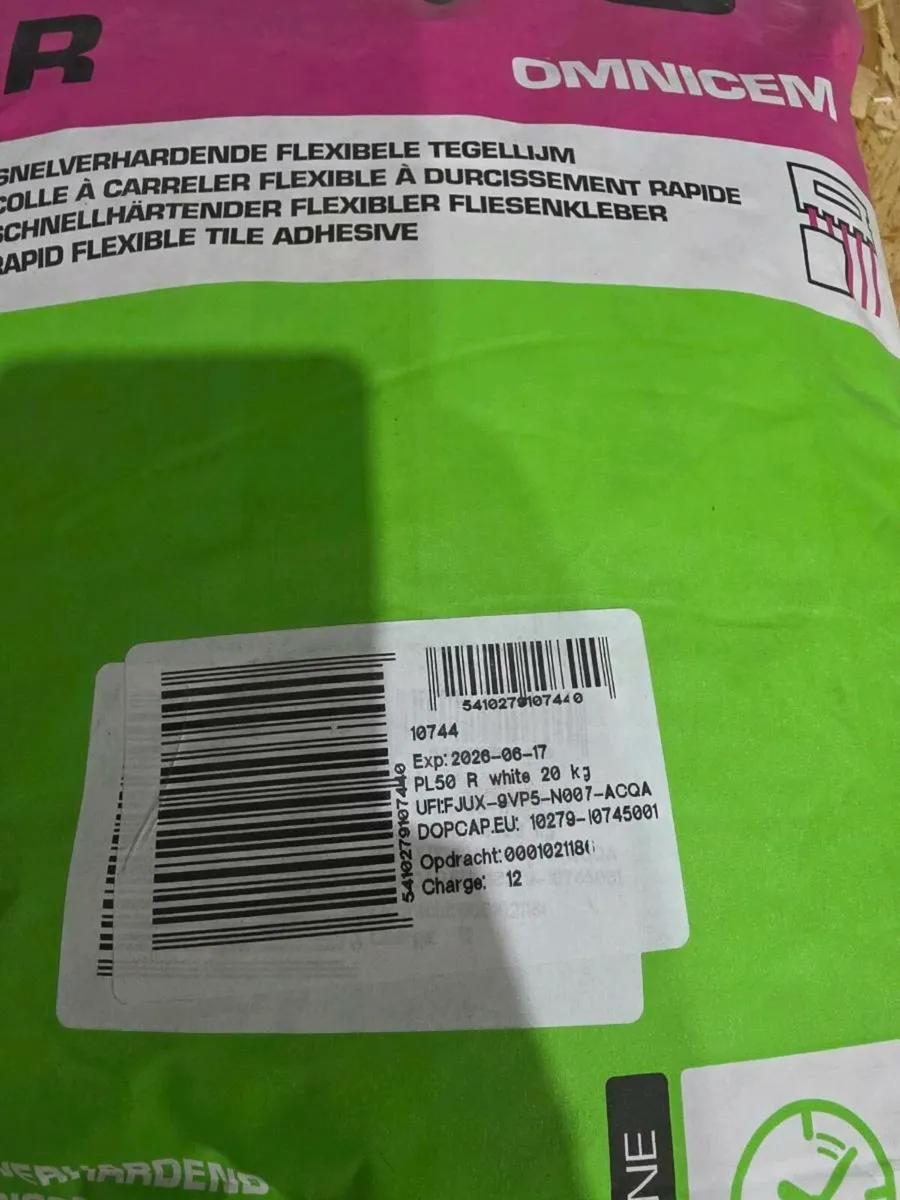 R
OMNICEM
SNELVERHARDENDE FLEXIBELE TEGELLIJM
COLLE À CARRELER FLEXIBLE À DURCISSEMENT RAPIDE
SCHNELLHÄRTENDER FLEXIBLER FLIESENKLEBER
RAPID FLEXIBLE TILE ADHESIVE
5410279107440
10744
Exp: 2026-06-17
PL50 R white 20 kg
UFI:FJUX-9VP5-N007-ACQA
DOPCAP.EU: 10279-10745001
Opdracht:0001021186
Charge: 12
5410279107440
NE
VERHARDEND